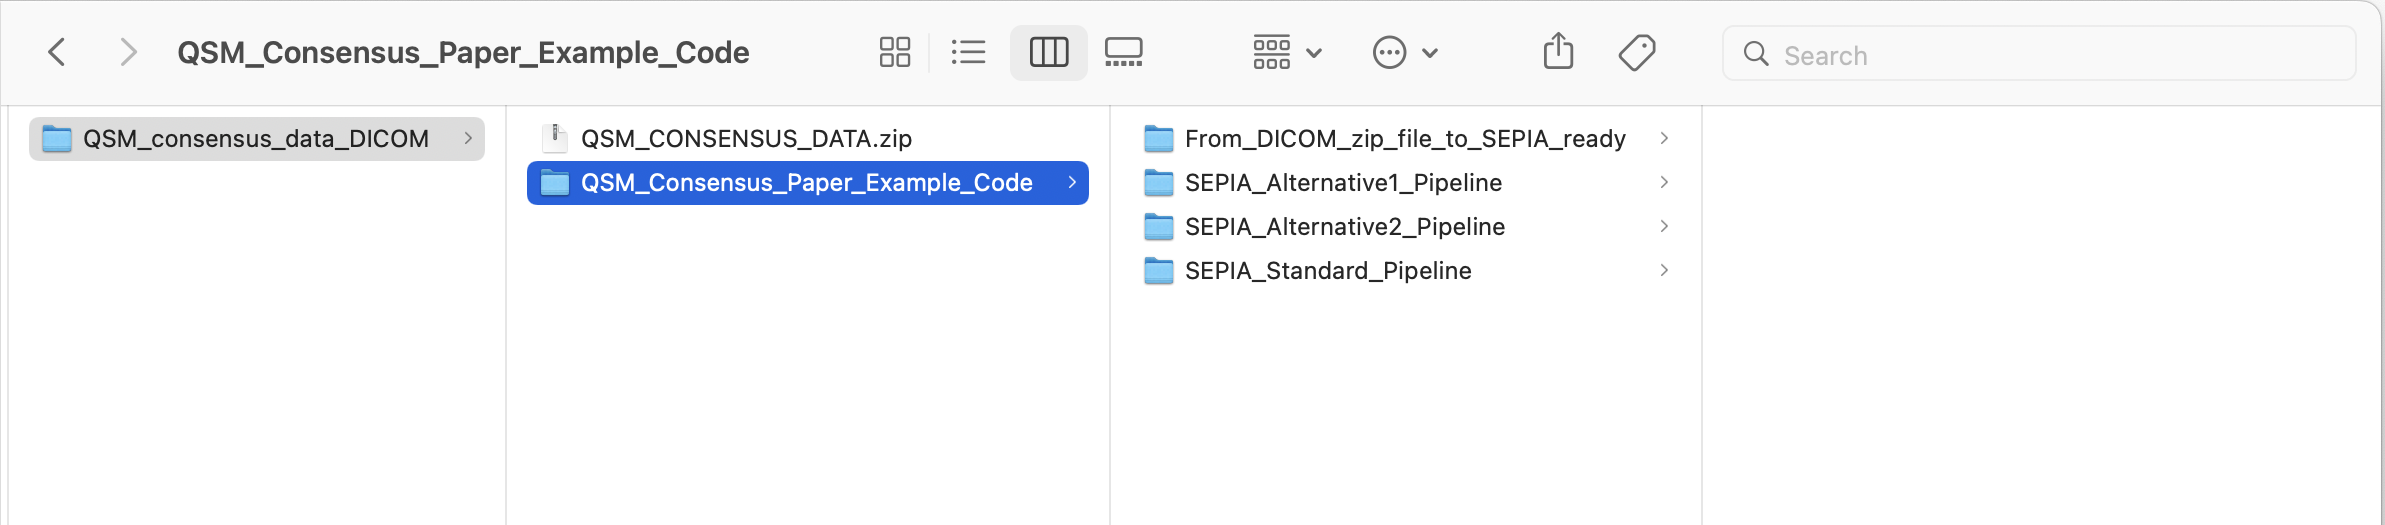 QSM_Consensus_Paper_Example_Code
Search
QSM_consensus_data_DICOM
QSM_CONSENSUS_DATA.zip
QSM_Consensus_Paper_Example_Code
From_DICOM_zip_file_to_SEPIA_ready
SEPIA_Alternative1_Pipeline
SEPIA_Alternative2_Pipeline
SEPIA_Standard_Pipeline